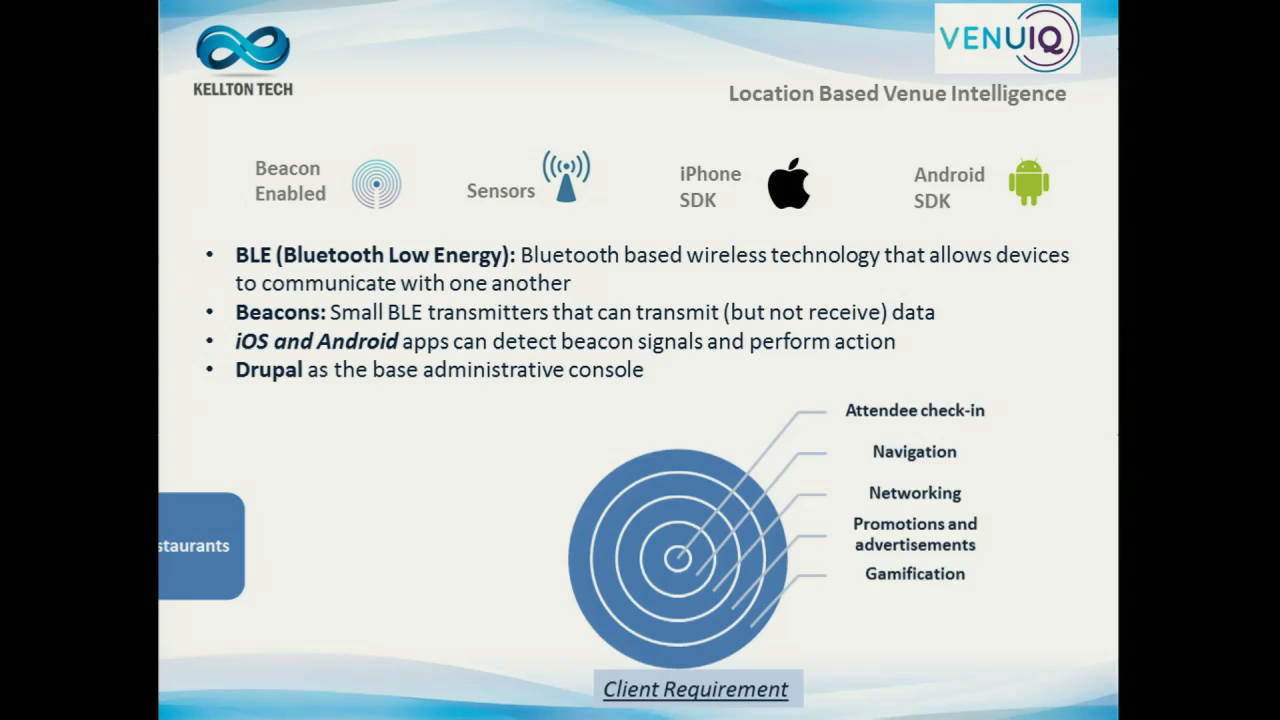 KELLTON TECH
VENUIQ
Location Based Venue Intelligence
Beacon
Enabled
Sensors
iPhone
SDK
Android
SDK
• BLE (Bluetooth Low Energy): Bluetooth based wireless technology that allows devices
to communicate with one another
• Beacons: Small BLE transmitters that can transmit (but not receive) data
• iOS and Android apps can detect beacon signals and perform action
• Drupal as the base administrative console
Attendee check-in
Navigation
Networking
Promotions and
advertisements
Gamification
staurants
Client Requirement